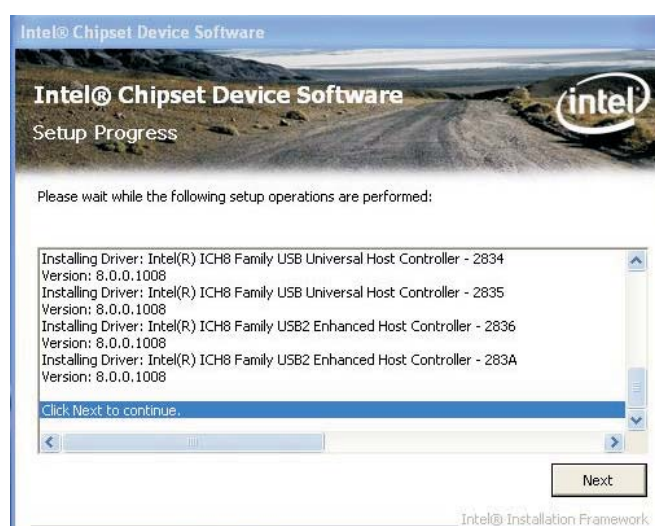 Intel® Chipset Device Software
Intel® Chipset Device Software
intel
Setup Progress
Please wait while the following setup operations are performed:
Installing Driver: Intel(R) ICH8 Family USB Universal Host Controller - 2834
Version: 8.0.0.1008
Installing Driver: Intel(R) ICH8 Family USB Universal Host Controller - 2835
Version: 8.0.0.1008
Installing Driver: Intel(R) ICH8 Family USB2 Enhanced Host Controller - 2836
Version: 8.0.0.1008
Installing Driver: Intel(R) ICH8 Family USB2 Enhanced Host Controller - 283A
Version: 8.0.0.1008
Click Next to continue.
Next
Intel® Installation Framework